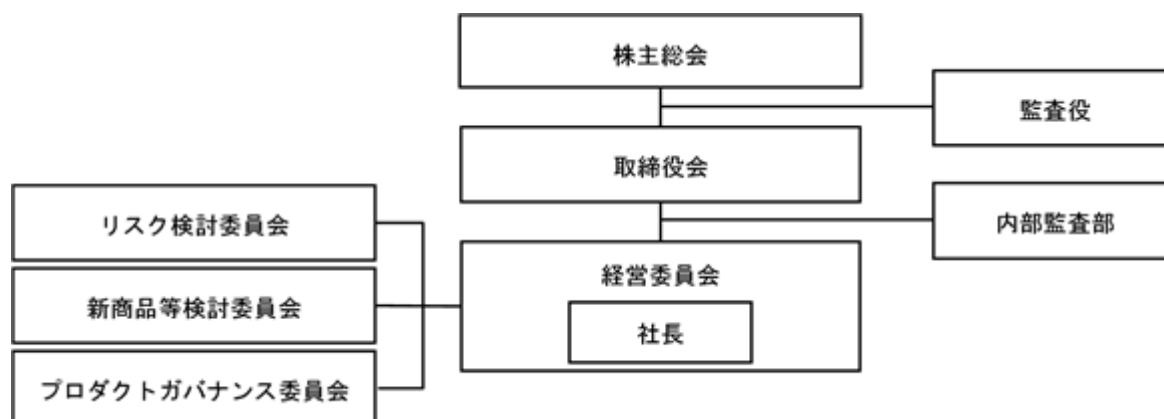 株主総会
監査役
取締役会
リスク検討委員会
内部監査部
経営委員会
新商品等検討委員会
社長
プロダクトガバナンス委員会